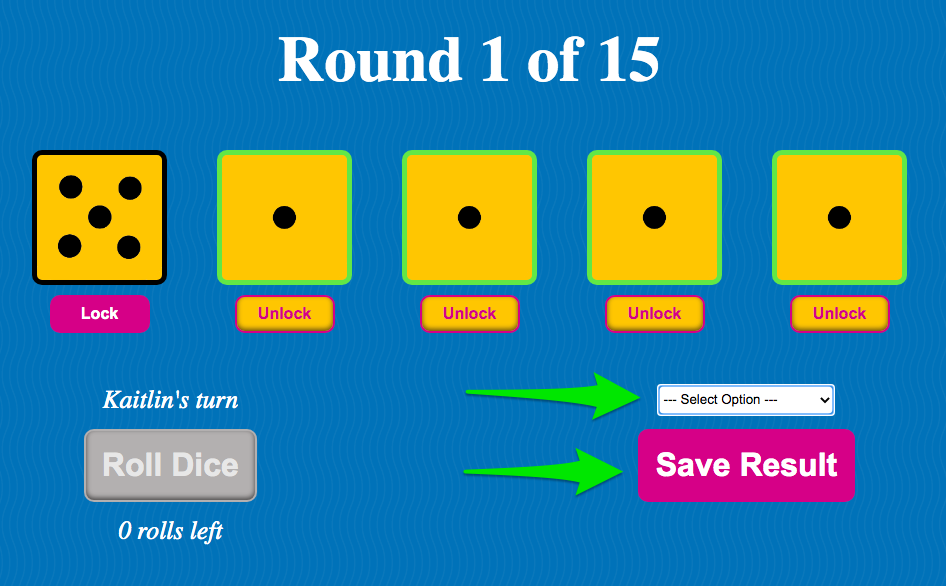 Round 1 of 15
Lock
Unlock
Unlock
Unlock
Unlock
Kaitlin's turn
--- Select Option ---
Roll Dice
Save Result
0 rolls left